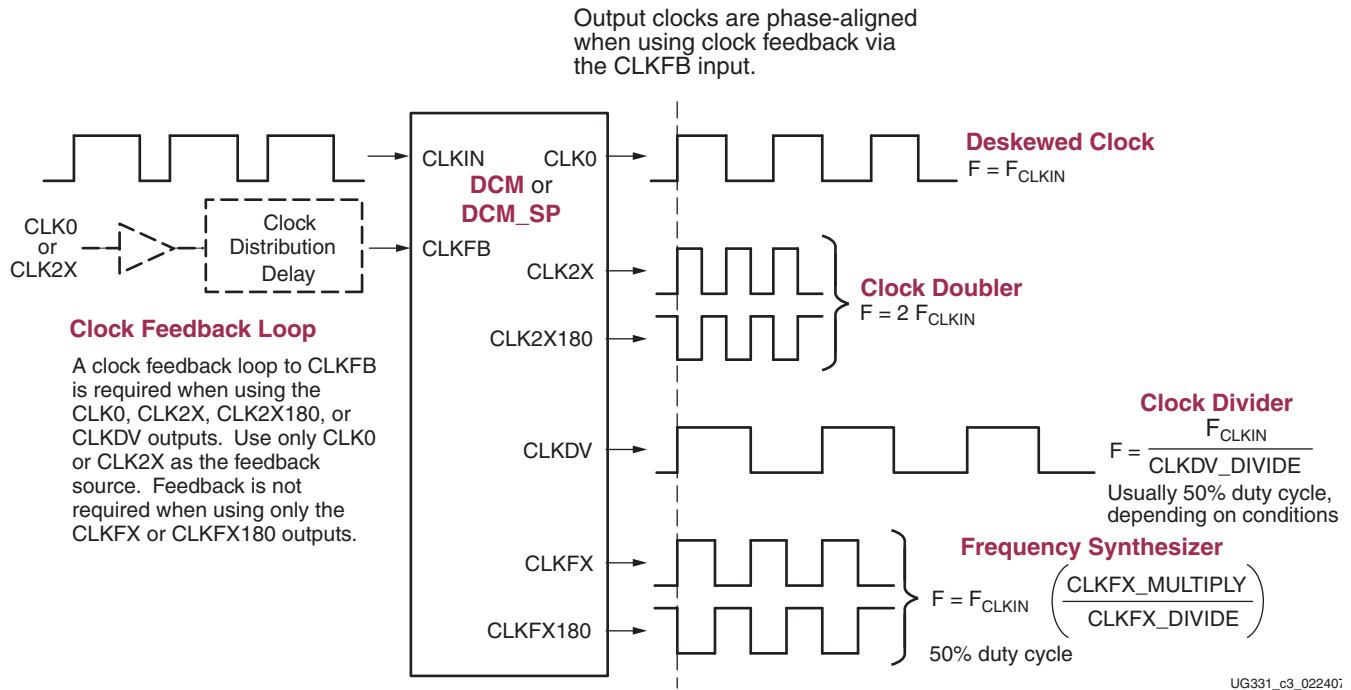 Output clocks are phase-aligned
when using clock feedback via
the CLKFB input.
CLKIN
CLK0
DCM or
DCM_SP
Deskewed Clock
F = FCLKIN
CLK0
or
CLK2X
Clock
Distribution
Delay
CLKFB
CLK2X
CLK2X180
Clock Doubler
F = 2 FCLKIN
Clock Feedback Loop
A clock feedback loop to CLKFB
is required when using the
CLK0, CLK2X, CLK2X180, or
CLKDV outputs. Use only CLK0
or CLK2X as the feedback
source. Feedback is not
required when using only the
CLKFX or CLKFX180 outputs.
CLKDV
Clock Divider
F = FCLKIN
CLKDV_DIVIDE
Usually 50% duty cycle,
depending on conditions
CLKFX
CLKFX180
Frequency Synthesizer
F = FCLKIN (CLKFX_MULTIPLY
CLKFX_DIVIDE)
50% duty cycle
UG331_c3_022407